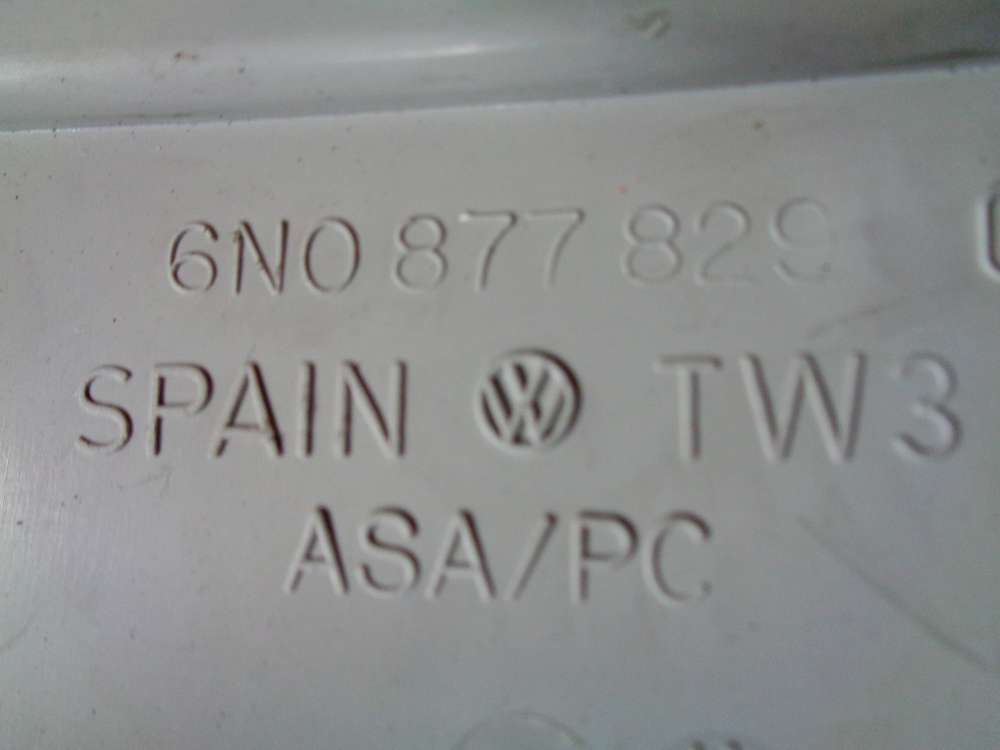 6N0 877 829
SPAIN TW3
ASA/PC